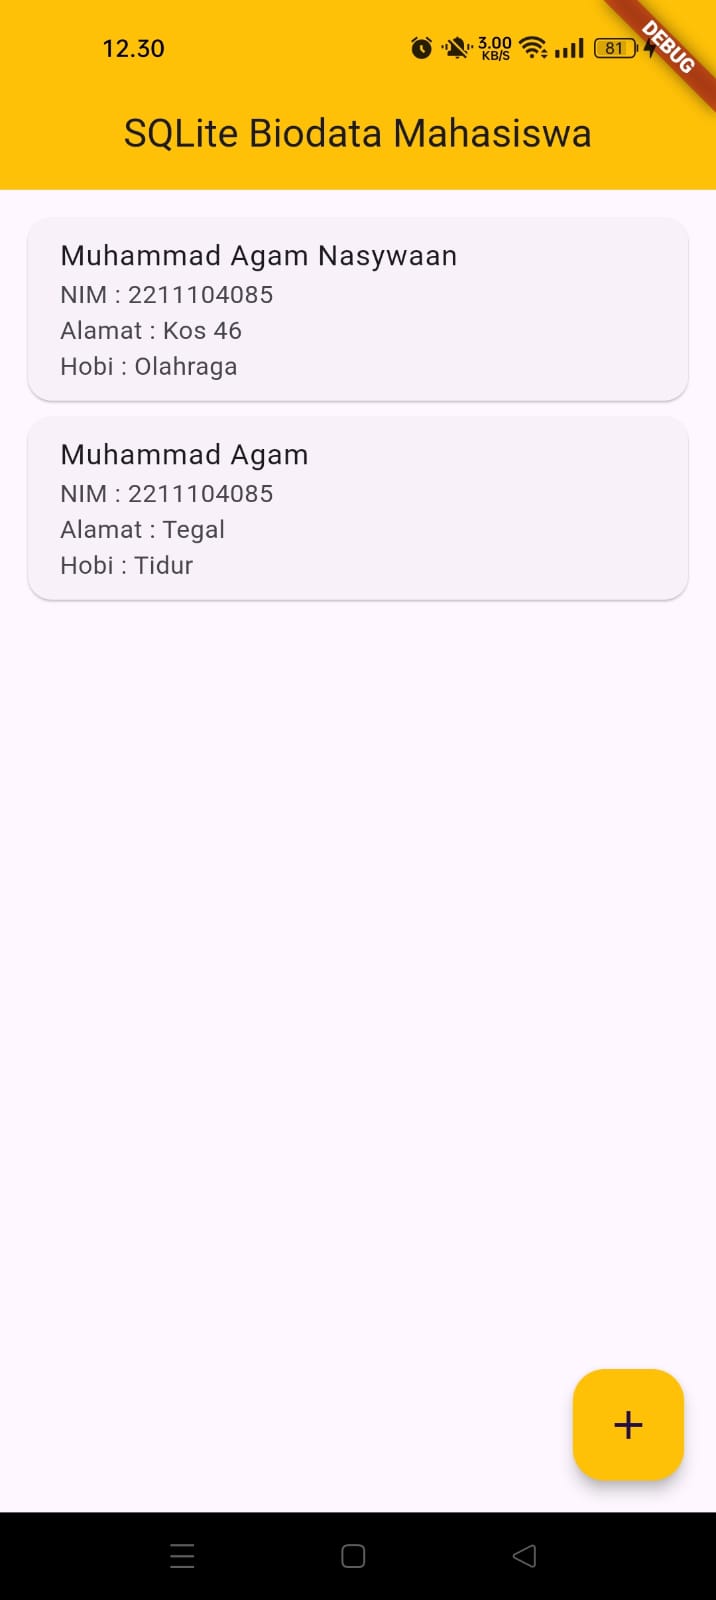 12.30
3.00
KB/S
81
DEBUG
SQLite Biodata Mahasiswa
Muhammad Agam Nasywaan
NIM : 2211104085
Alamat : Kos 46
Hobi : Olahraga
Muhammad Agam
NIM : 2211104085
Alamat : Tegal
Hobi : Tidur
+